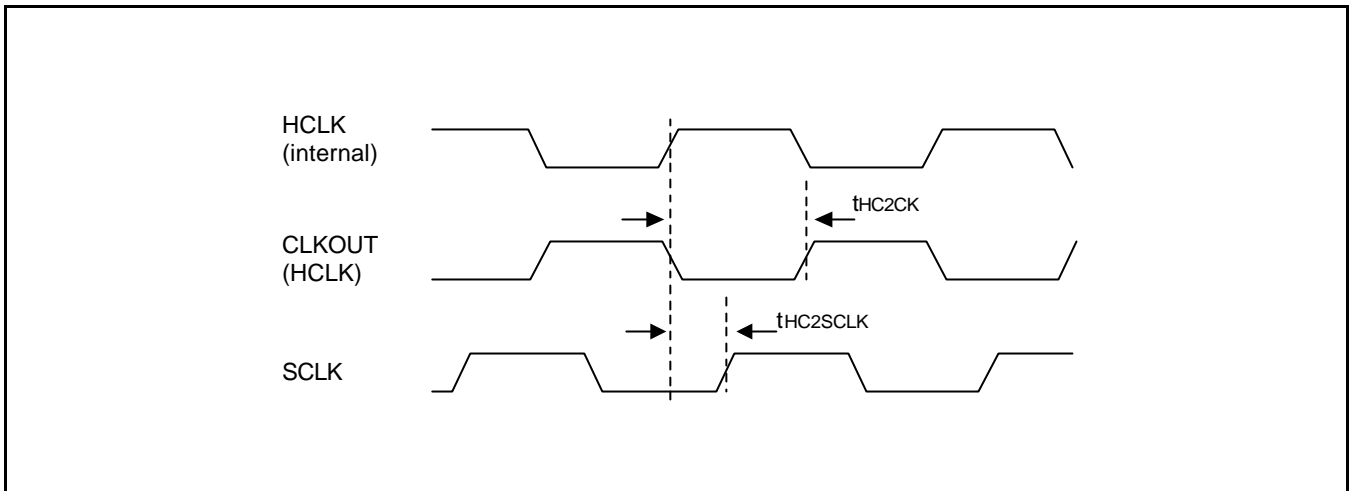 HCLK
(internal)
tHC2CK
CLKOUT
(HCLK)
tHC2SCLK
SCLK